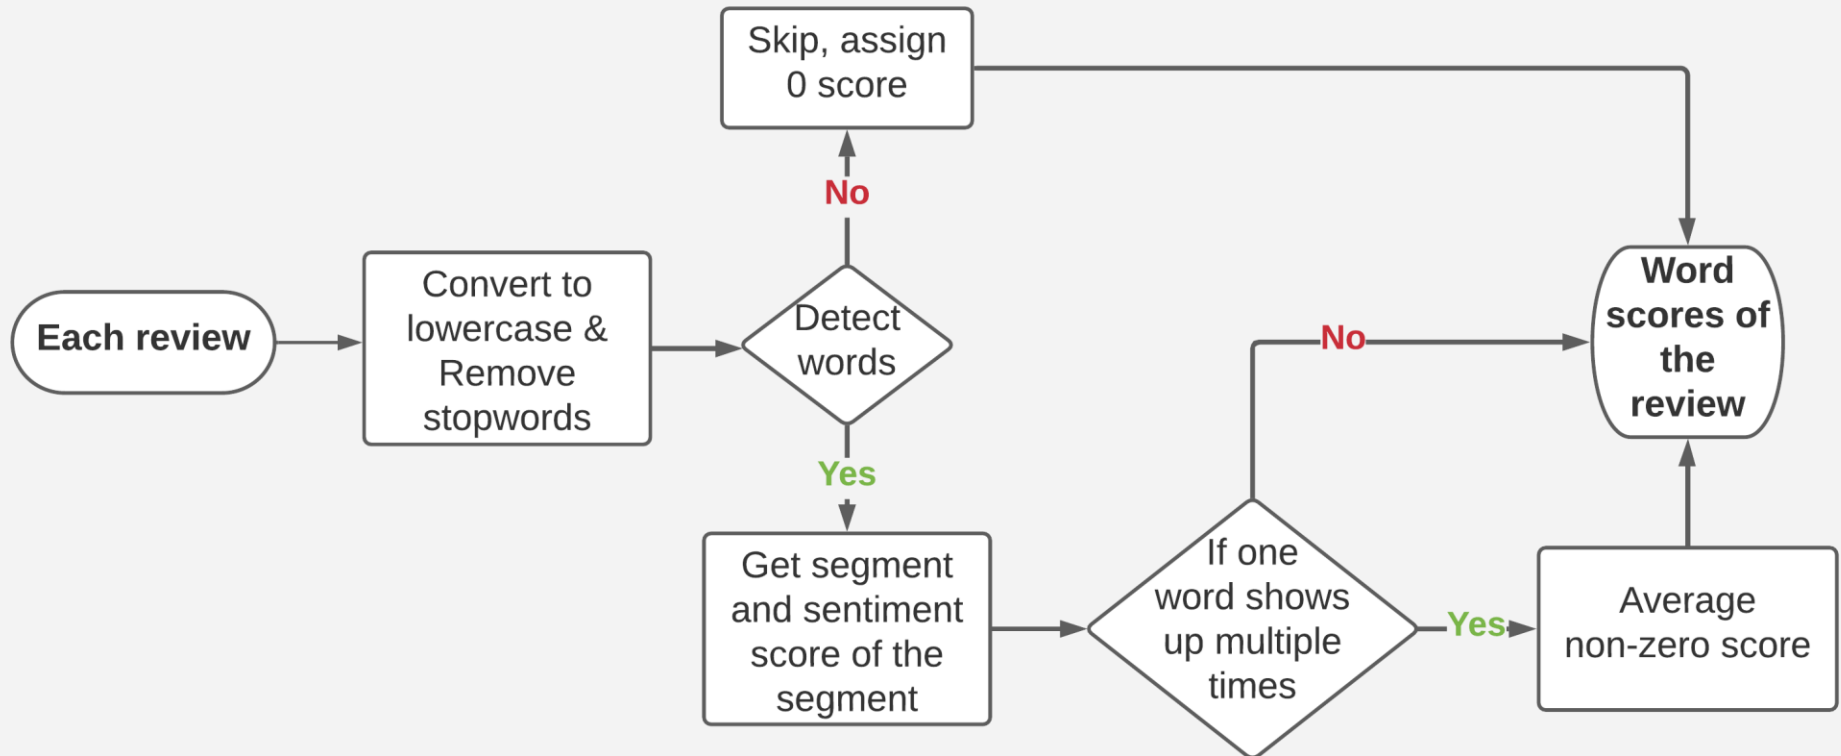 Skip, assign
0 score
No
Each review
Convert to
lowercase &
Remove
stopwords
Detect
words
Yes
Get segment
and sentiment
score of the
segment
If one
word shows
up multiple
times
No
Yes
Average
non-zero score
Word
scores of
the
review